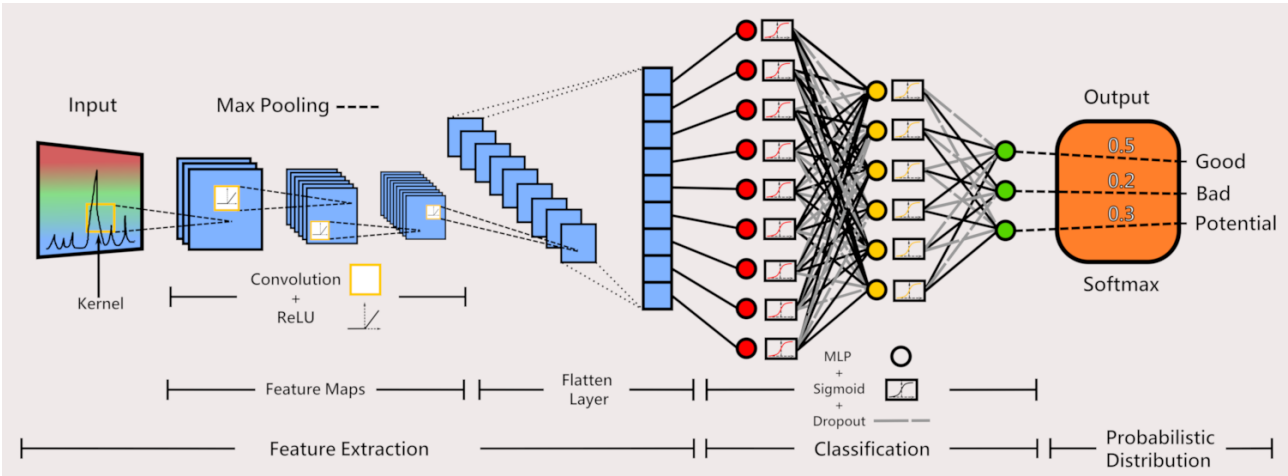 Input
Max Pooling
Kernel
Convolution
+
ReLU
Output
0.5
0.2
0.3
Good
Bad
Potential
Softmax
MLP
+
Sigmoid
+
Dropout
Feature Maps
Flatten
Layer
Feature Extraction
Classification
Probabilistic
Distribution